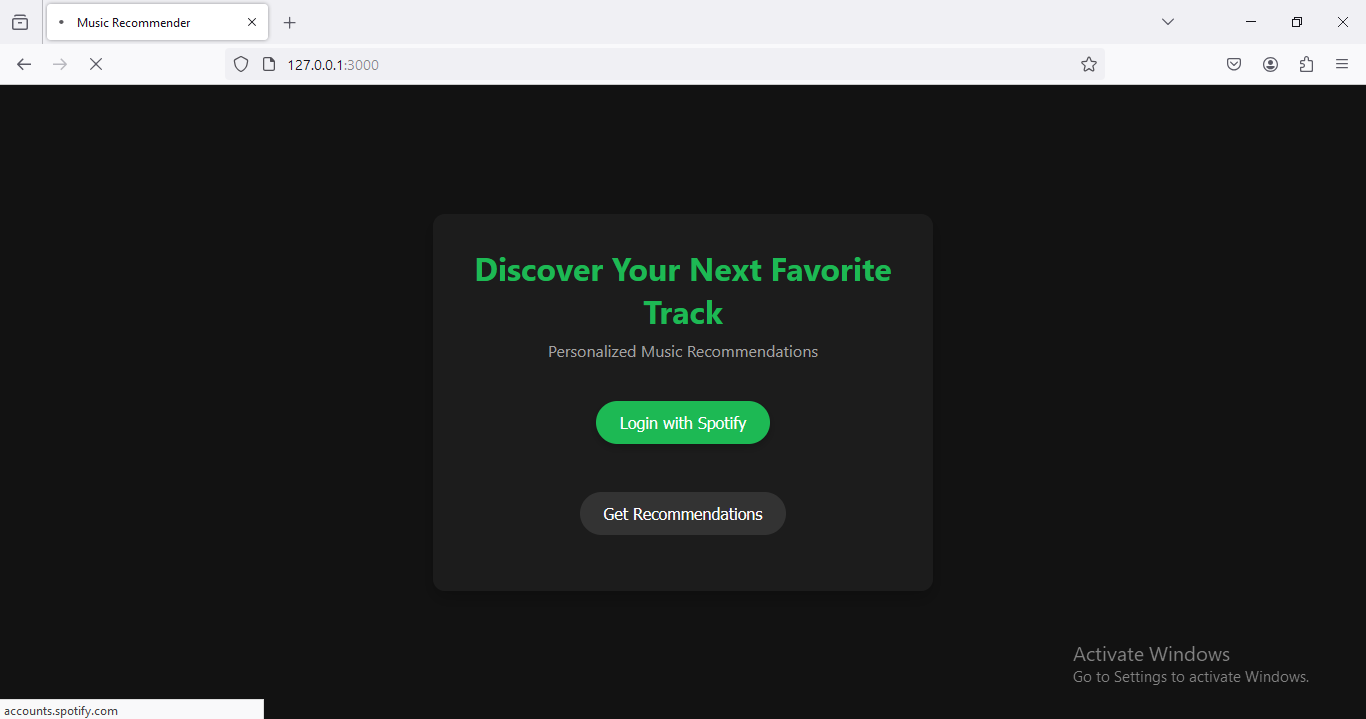 Music Recommender
127.0.0.1:3000
Discover Your Next Favorite
Track
Personalized Music Recommendations
Login with Spotify
Get Recommendations
Activate Windows
Go to Settings to activate Windows.
accounts.spotify.com